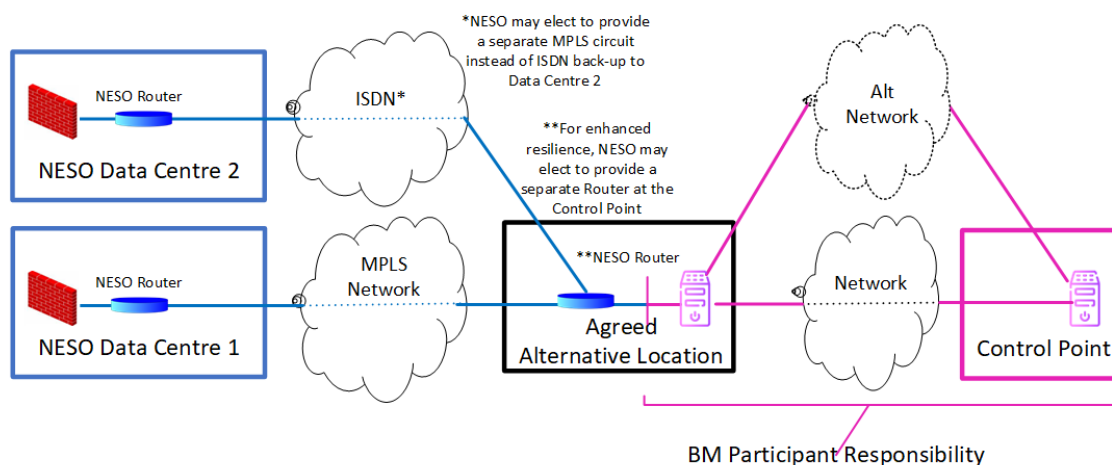 *NESO may elect to provide
a separate MPLS circuit
instead of ISDN back-up to
Data Centre 2
NESO Router
NESO Data Centre 2
ISDN*
Alt
Network
**For enhanced
resilience, NESO may
elect to provide a
separate Router at the
Control Point
NESO Router
NESO Data Centre 1
MPLS
Network
**NESO Router
Agreed
Alternative Location
Network
Control Point
BM Participant Responsibility